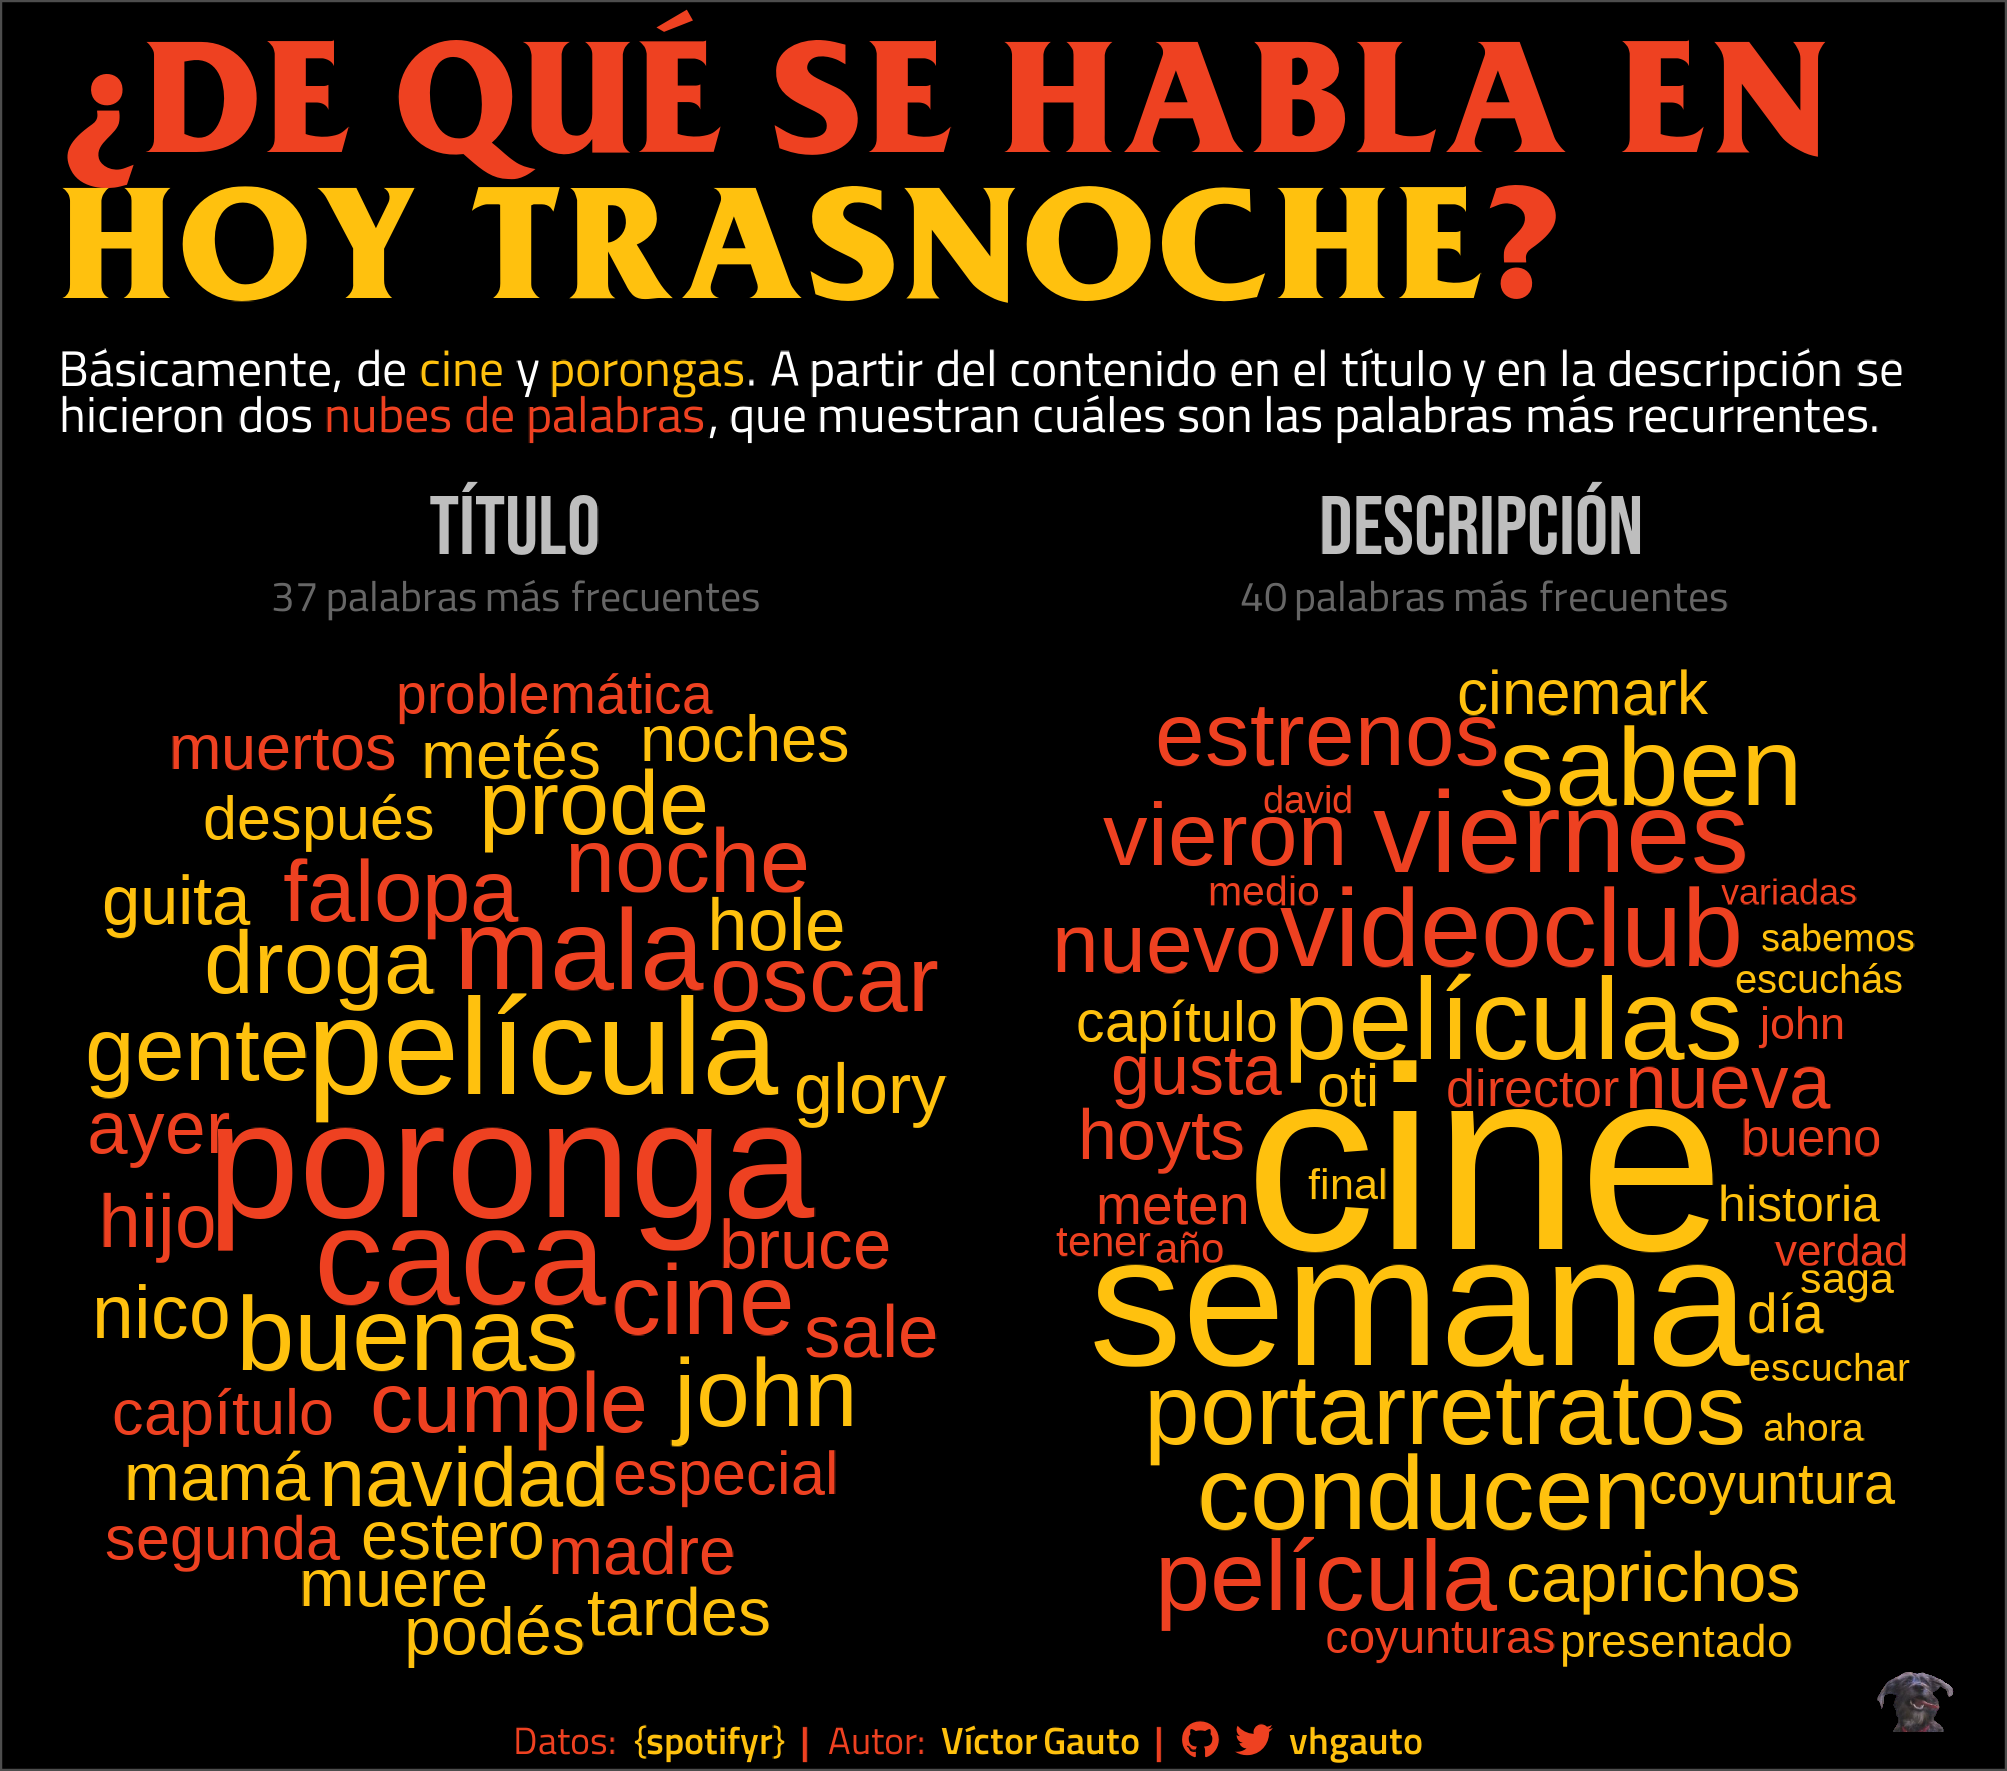 ¿DE QUÉ SE HABLA EN
HOY TRASNOCHE?
Básicamente, de cine y porongas. A partir del contenido en el título y en la descripción se
hicieron dos nubes de palabras, que muestran cuáles son las palabras más recurrentes.
TÍTULO
37 palabras más frecuentes
problemática
muertos metés noches
después prode
guita falopa noche
droga mala hole
oscar
gente película
glory
ayer poronga
hijo caca bruce
nico buenas cine sale
capítulo cumple john
mamá navidad especial
segunda estero madre
muere
podés tardes
DESCRIPCIÓN
40 palabras más frecuentes
cinemark
estrenos saben
david
vieron viernes
medio videoclub variadas
nuevo sabemos
escuchás
capítulo películas john
gusta oti director nueva
hoyts cine bueno
meten final historia
tener año verdad
saga
semana día
escuchar
portarretratos ahora
conducen coyuntura
película caprichos
coyunturas presentado
Datos: {spotifyr} | Autor: Víctor Gauto | vhgauto